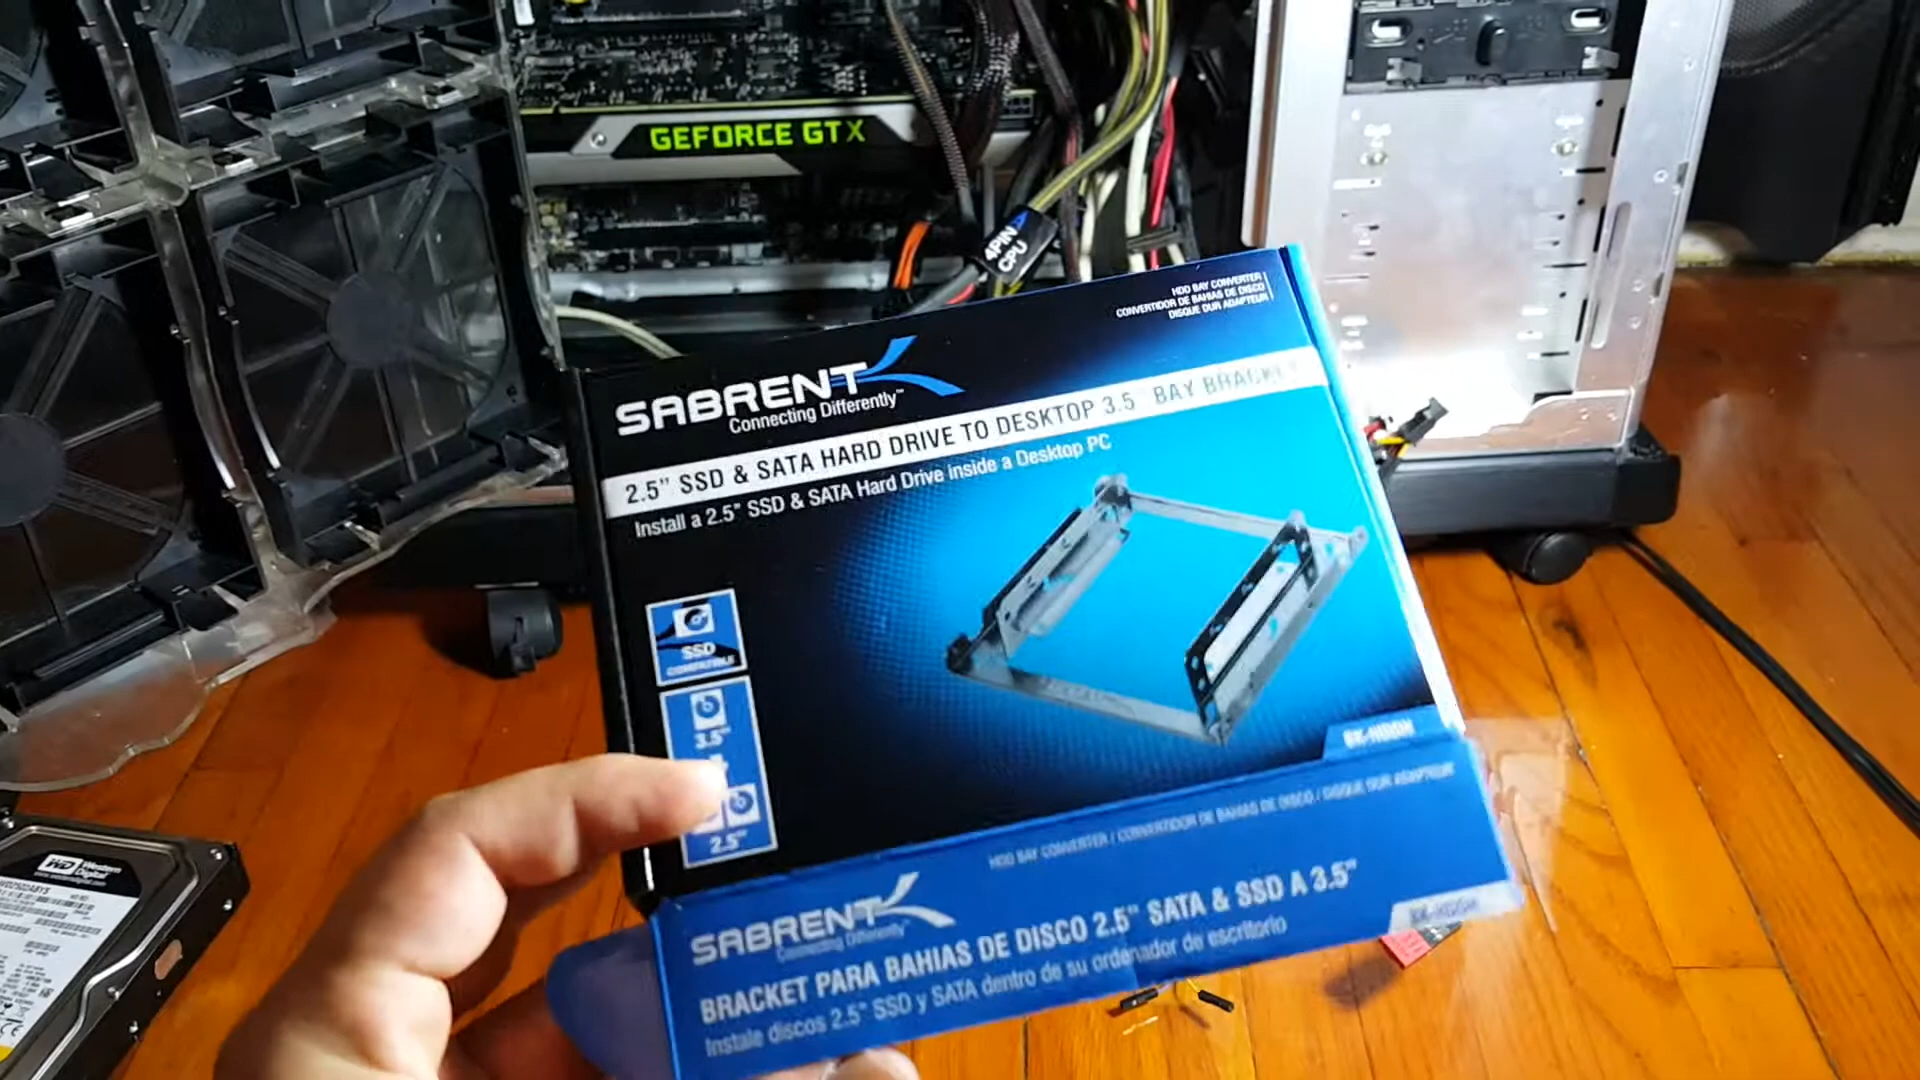 GEFORCE GTX
4PIN
CPU
HDD BAY CONVERTER
CONVERTIDOR DE BAHIAS DE DISCO
DISQUE DUR ADAPTEUR
SABRENT
Connecting Differently™
2.5" SSD & SATA HARD DRIVE TO DESKTOP 3.5" BAY BRACKET
Install a 2.5" SSD & SATA Hard Drive inside a Desktop PC
SSD
COMPATIBLE
3.5"
2.5"
HDD BAY CONVERTER / CONVERTIDOR DE BAHIAS DE DISCO / DISQUE DUR ADAPTEUR
SABRENT
Connecting Differently™
BRACKET PARA BAHIAS DE DISCO 2.5" SATA & SSD A 3.5"
Instale discos 2.5" SSD y SATA dentro de su ordenador de escritorio
WD Western
Digital